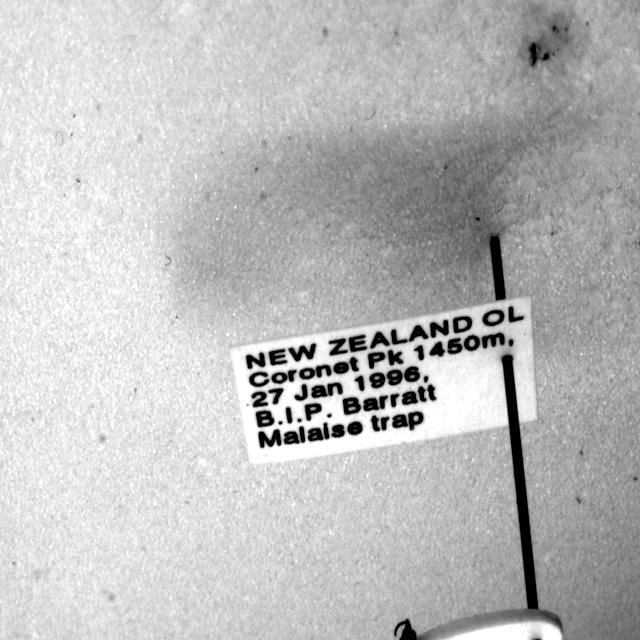 NEW ZEALAND OL
Coronet Pk 1450m,
27 Jan 1996,
B.I.P. Barratt
Malaise trap